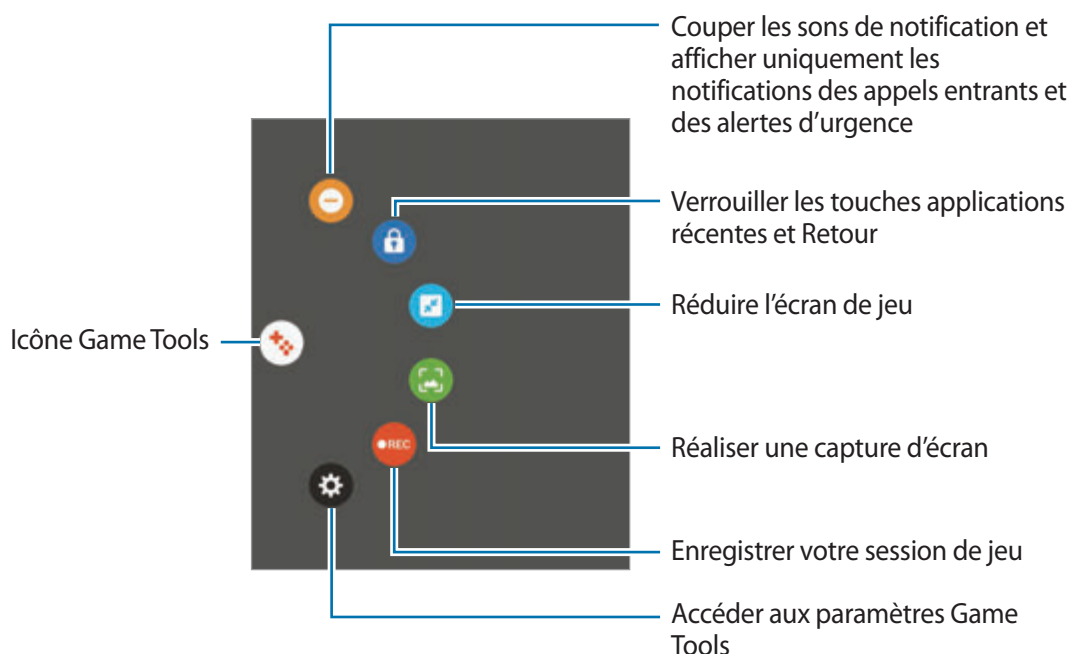 Couper les sons de notification et
afficher uniquement les
notifications des appels entrants et
des alertes d’urgence
Verrouiller les touches applications
récentes et Retour
Réduire l’écran de jeu
Icône Game Tools
Réaliser une capture d’écran
REC
Enregistrer votre session de jeu
Accéder aux paramètres Game
Tools